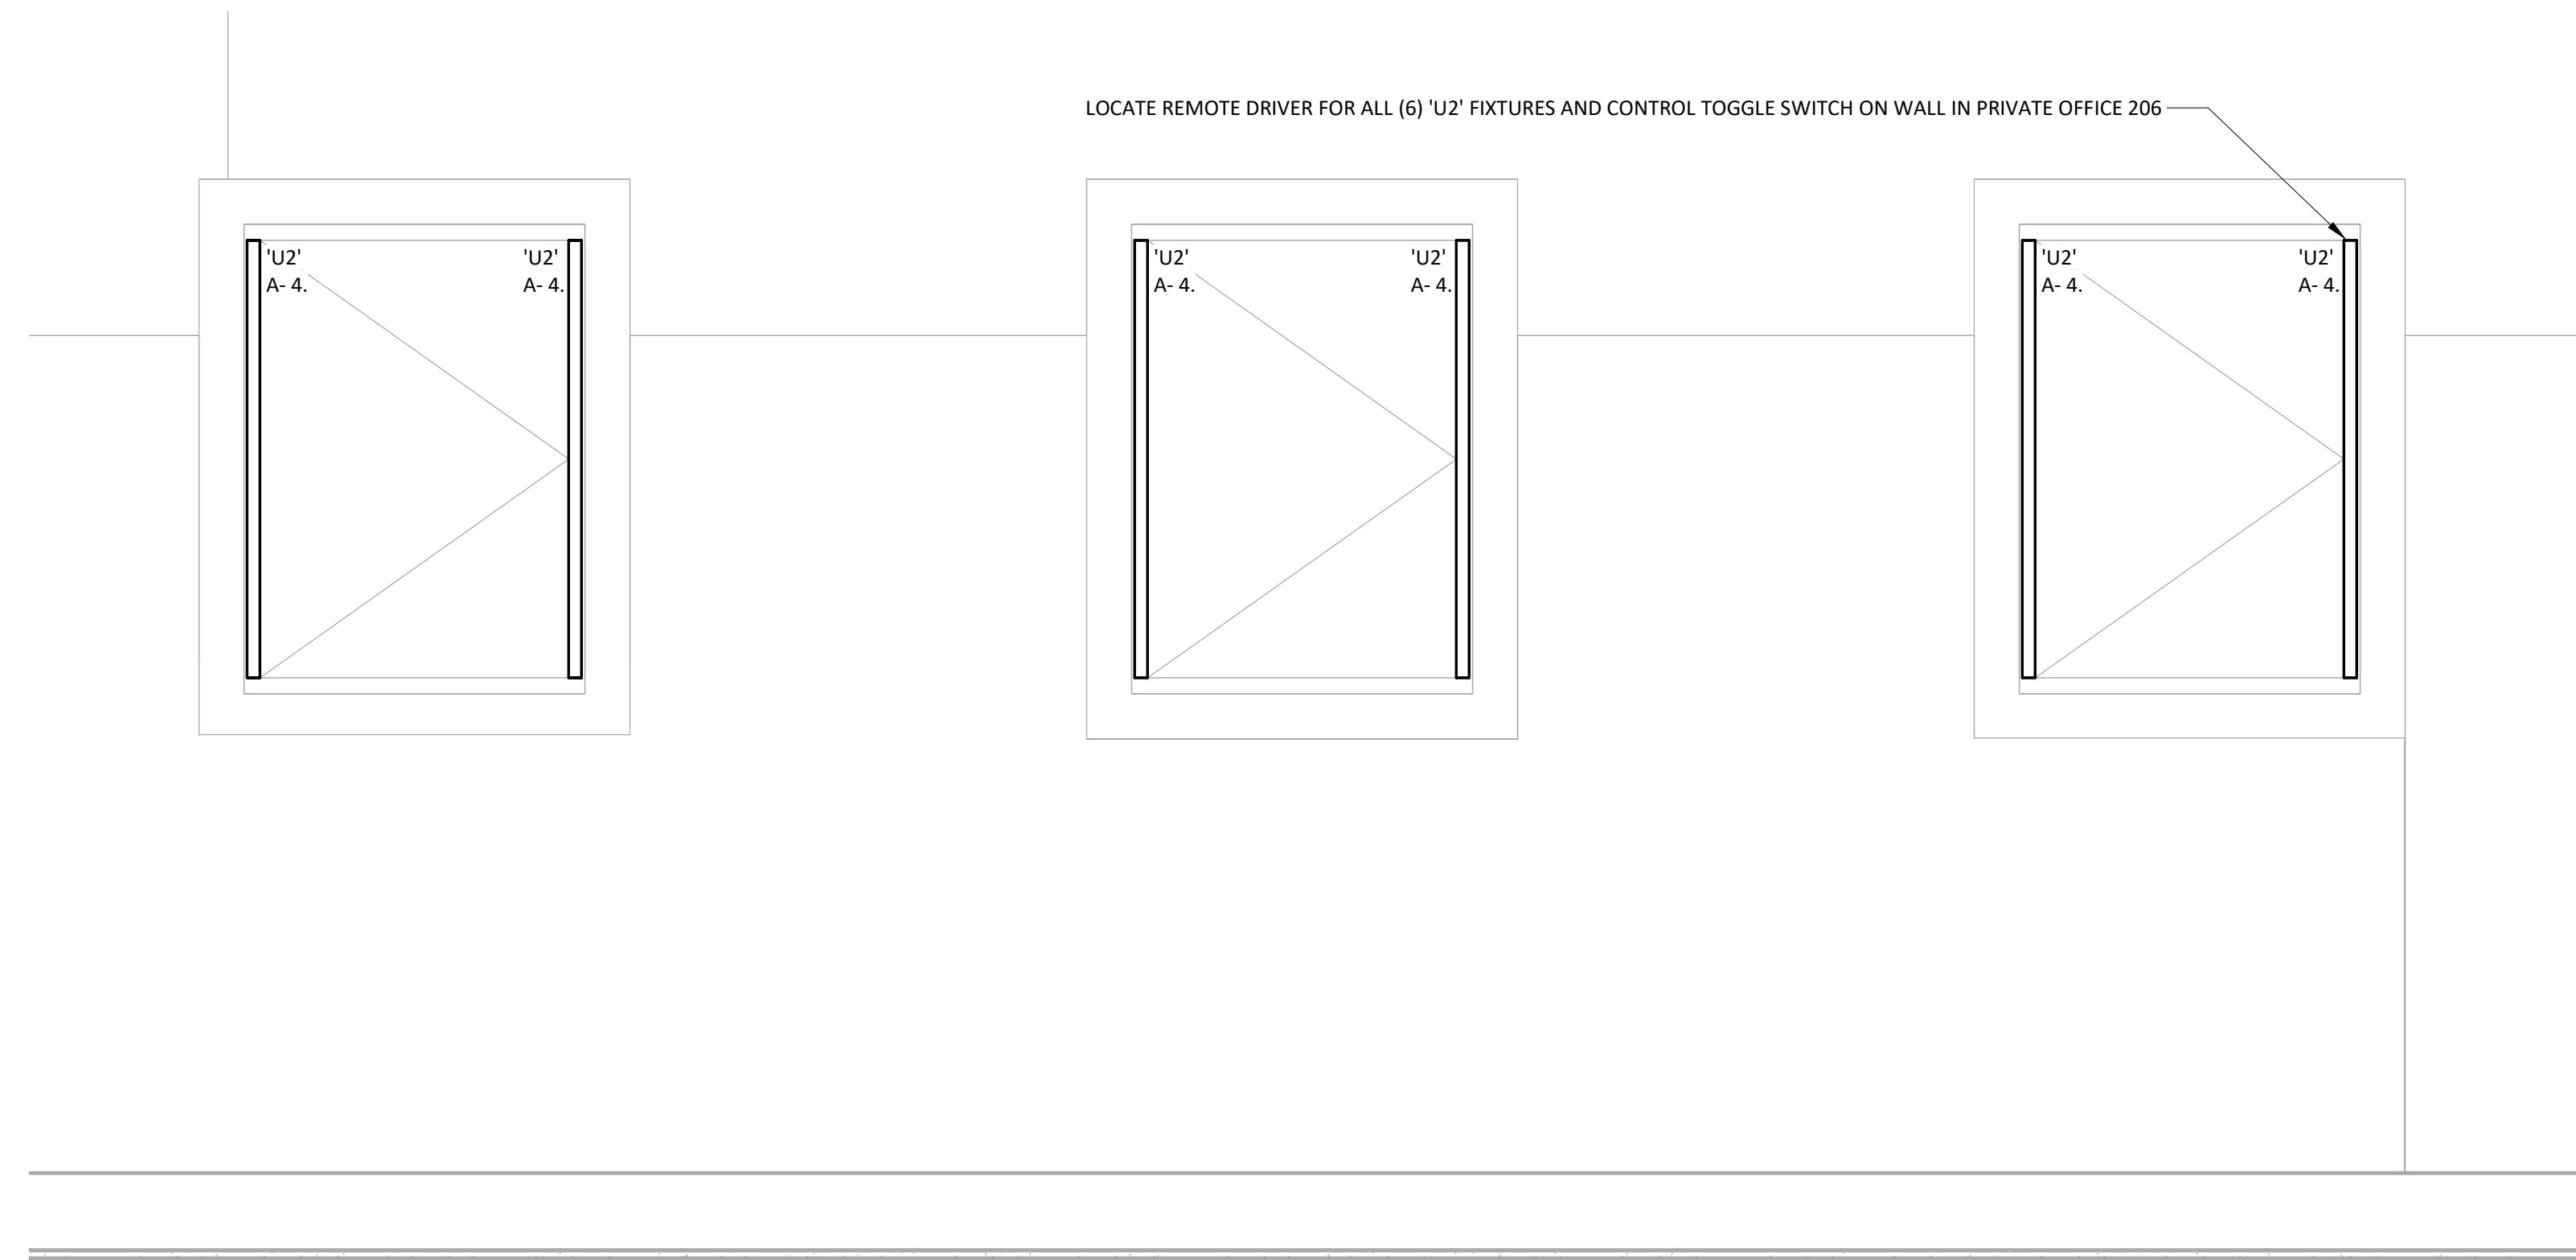 LOCATE REMOTE DRIVER FOR ALL (6) 'U2' FIXTURES AND CONTROL TOGGLE SWITCH ON WALL IN PRIVATE OFFICE 206
'U2'
A- 4.
'U2'
A- 4.
'U2'
A- 4.
'U2'
A- 4.
'U2'
A- 4.
'U2'
A- 4.